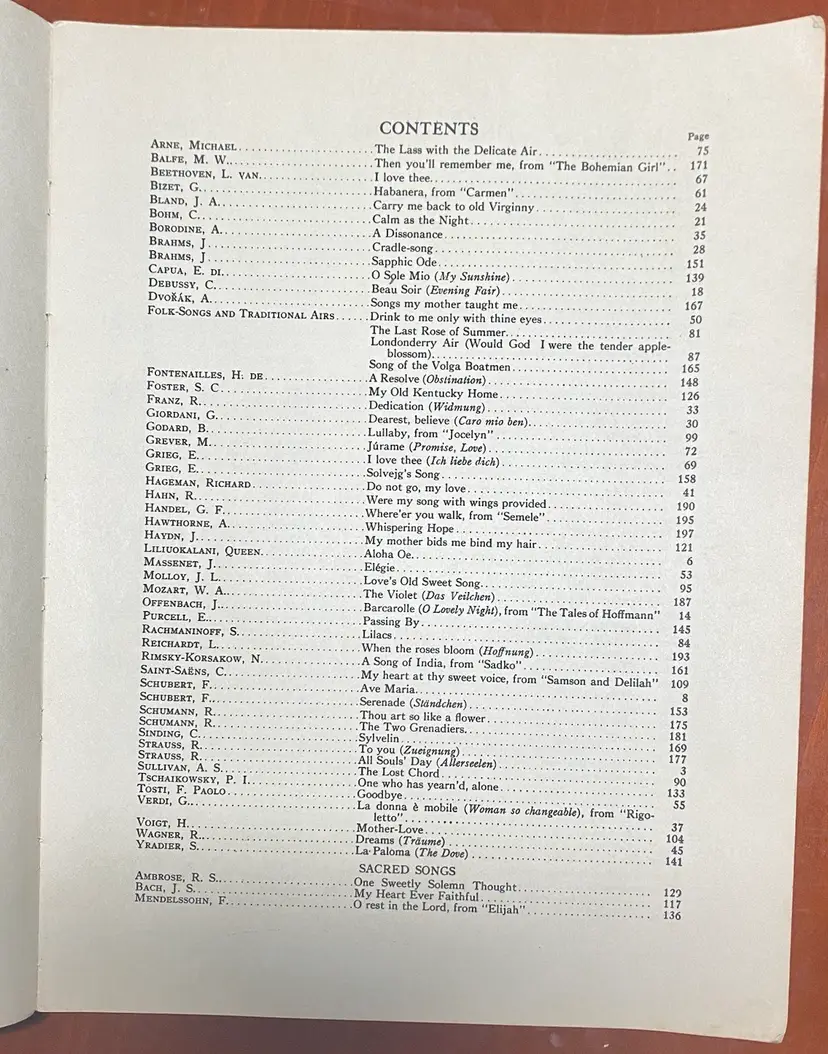 CONTENTS
Page
ARNE, MICHAEL The Lass with the Delicate Air 75
BALFE, M. W. Then you'll remember me, from "The Bohemian Girl" 171
BEETHOVEN, L. VAN I love thee 67
BIZET, G. Habanera, from "Carmen" 61
BLAND, J. A. Carry me back to old Virginny 24
BOHM, C. Calm as the Night 21
BORODINE, A. A Dissonance 35
BRAHMS, J. Cradle-song 28
BRAHMS, J. Sapphic Ode 151
CAPUA, E. DI. O Sole Mio (My Sunshine) 139
DEBUSSY, C. Beau Soir (Evening Fair) 18
DVOŘÁK, A. Songs my mother taught me 167
FOLK-SONGS AND TRADITIONAL AIRS Drink to me only with thine eyes 50
The Last Rose of Summer 81
Londonderry Air (Would God I were the tender apple-
blossom) 87
Song of the Volga Boatmen 165
FONTENAILLES, H. DE A Resolve (Obstination) 148
FOSTER, S. C. My Old Kentucky Home 126
FRANZ, R. Dedication (Widmung) 33
GIORDANI, G. Dearest, believe (Caro mio ben) 30
GODARD, B. Lullaby, from "Jocelyn" 99
GREVER, M. Júrame (Promise, Love) 72
GRIEG, E. I love thee (Ich liebe dich) 69
GRIEG, E. Solvejg's Song 158
HAGEMAN, RICHARD Do not go, my love 41
HAHN, R. Were my song with wings provided 190
HANDEL, G. F. Where'er you walk, from "Semele" 195
HAWTHORNE, A. Whispering Hope 197
HAYDN, J. My mother bids me bind my hair 121
LILIUOKALANI, QUEEN Aloha Oe 6
MASSENET, J. Elégie 53
MOLLOY, J. L. Love's Old Sweet Song 95
MOZART, W. A. The Violet (Das Veilchen) 187
OFFENBACH, J. Barcarolle (O Lovely Night), from "The Tales of Hoffmann" 14
PURCELL, E. Passing By 145
RACHMANINOFF, S. Lilacs 84
REICHARDT, L. When the roses bloom (Hoffnung) 193
RIMSKY-KORSAKOW, N. A Song of India, from "Sadko" 161
SAINT-SAËNS, C. My heart at thy sweet voice, from "Samson and Delilah" 109
SCHUBERT, F. Ave Maria 8
SCHUBERT, F. Serenade (Ständchen) 153
SCHUMANN, R. Thou art so like a flower 175
SCHUMANN, R. The Two Grenadiers 181
SINDING, C. Sylvelin 169
STRAUSS, R. To you (Zueignung) 177
STRAUSS, R. All Souls' Day (Allerseelen) 3
SULLIVAN, A. S. The Lost Chord 90
TSCHAIKOWSKY, P. I. One who has yearn'd, alone 133
TOSTI, F. PAOLO Goodbye 55
VERDI, G. La donna è mobile (Woman so changeable), from "Rigo-
letto" 37
VOIGT, H. Mother-Love 104
WAGNER, R. Dreams (Träume) 45
YRADIER, S. La Paloma (The Dove) 141
SACRED SONGS
AMBROSE, R. S. One Sweetly Solemn Thought 129
BACH, J. S. My Heart Ever Faithful 117
MENDELSSOHN, F. O rest in the Lord, from "Elijah" 136